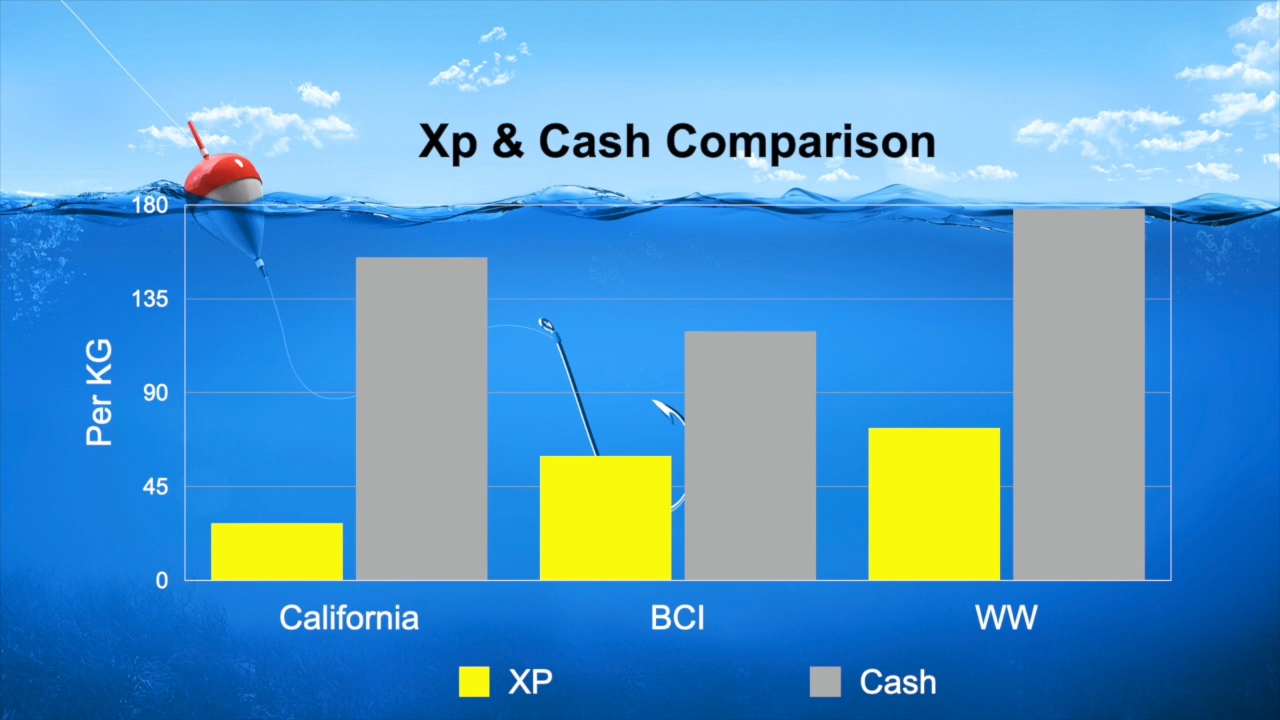 Xp & Cash Comparison
180
135
90
45
0
Per KG
California
BCI
WW
XP
Cash